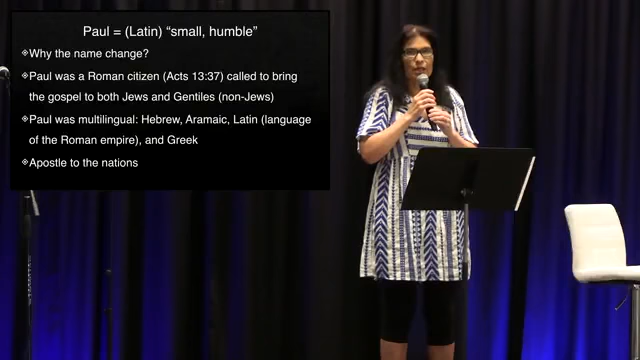 Paul = (Latin) “small, humble”
❖Why the name change?
❖Paul was a Roman citizen (Acts 13:37) called to bring
the gospel to both Jews and Gentiles (non-Jews)
❖Paul was multilingual: Hebrew, Aramaic, Latin (language
of the Roman empire), and Greek
❖Apostle to the nations